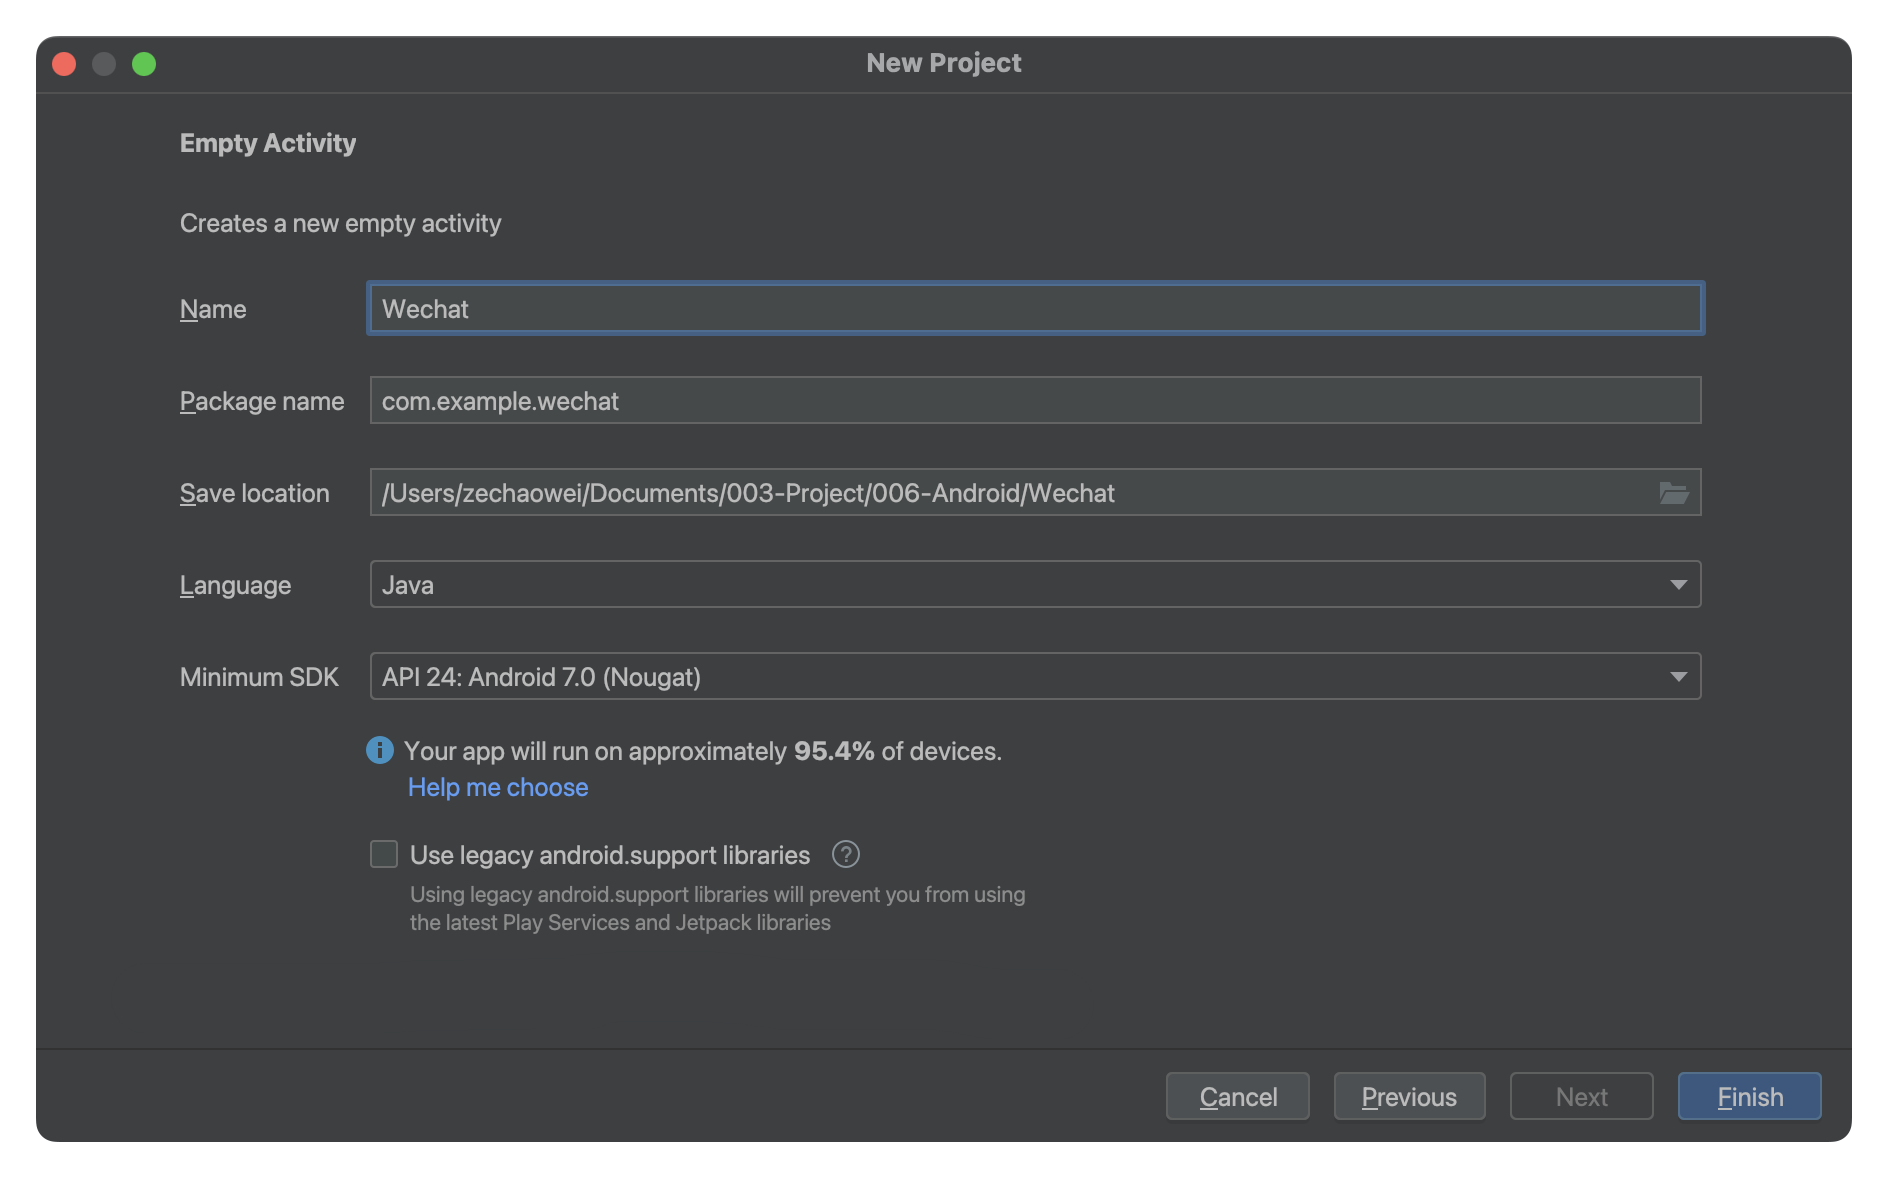 New Project
Empty Activity
Creates a new empty activity
Name
Wechat
Package name
com.example.wechat
Save location
/Users/zechaowei/Documents/003-Project/006-Android/Wechat
Language
Java
Minimum SDK
API 24: Android 7.0 (Nougat)
Your app will run on approximately 95.4% of devices.
Help me choose
Use legacy android.support libraries
Using legacy android.support libraries will prevent you from using
the latest Play Services and Jetpack libraries
Cancel
Previous
Next
Finish